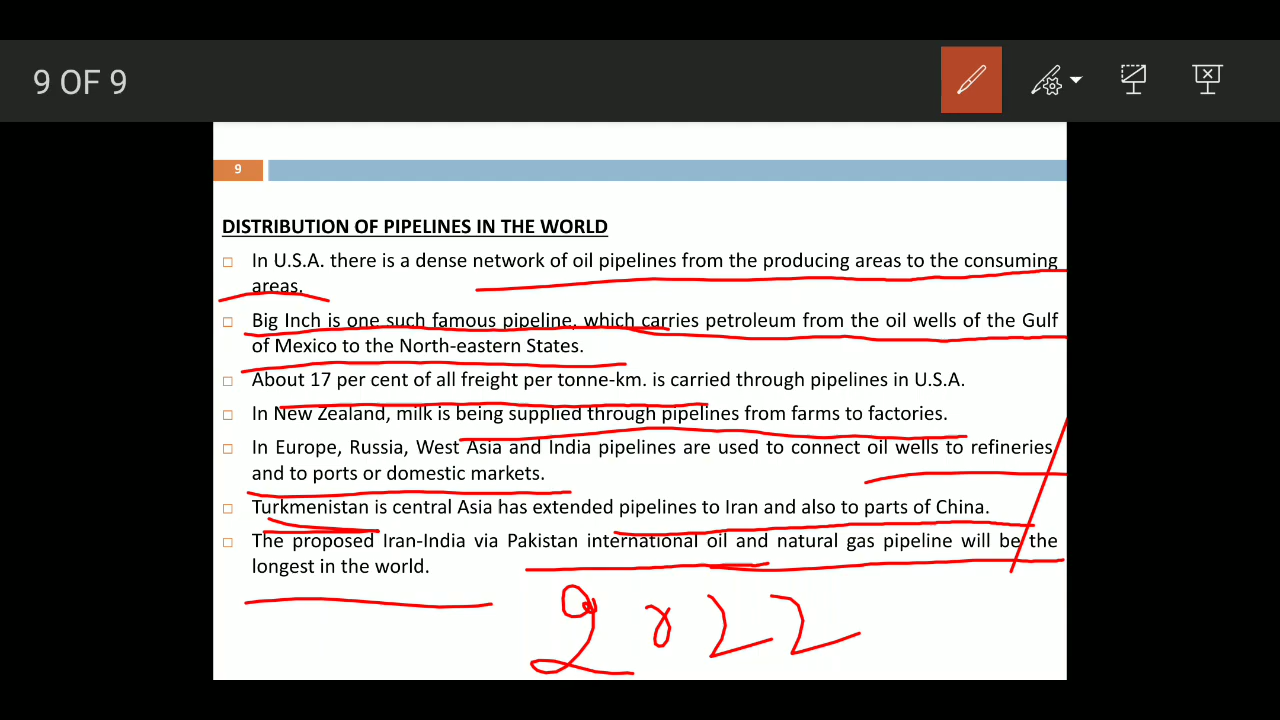 9 OF 9
9
DISTRIBUTION OF PIPELINES IN THE WORLD
In U.S.A. there is a dense network of oil pipelines from the producing areas to the consuming
areas.
Big Inch is one such famous pipeline, which carries petroleum from the oil wells of the Gulf
of Mexico to the North-eastern States.
About 17 per cent of all freight per tonne-km. is carried through pipelines in U.S.A.
In New Zealand, milk is being supplied through pipelines from farms to factories.
In Europe, Russia, West Asia and India pipelines are used to connect oil wells to refineries,
and to ports or domestic markets.
Turkmenistan is central Asia has extended pipelines to Iran and also to parts of China.
The proposed Iran-India via Pakistan international oil and natural gas pipeline will be the
longest in the world.
2022